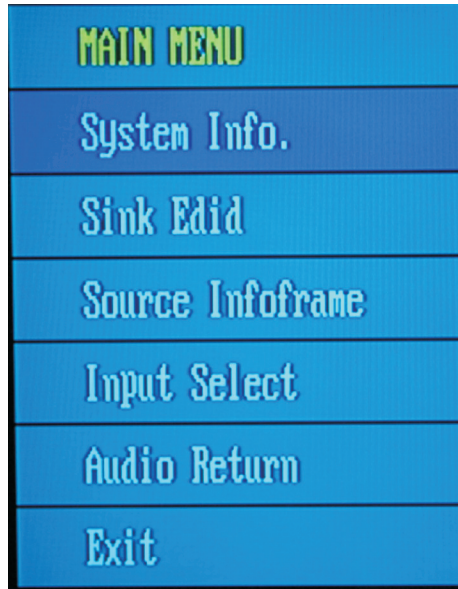 MAIN MENU
System Info.
Sink Edid
Source Infoframe
Input Select
Audio Return
Exit